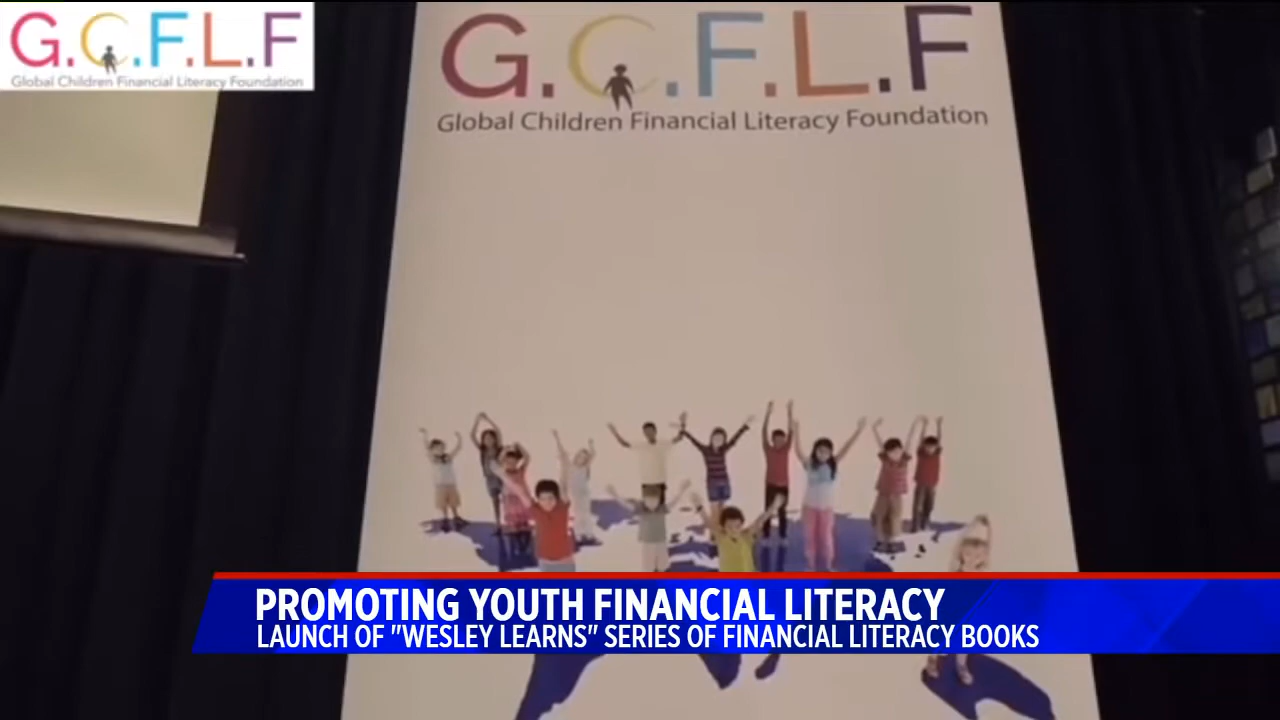 G.C.F.L.F
Global Children Financial Literacy Foundation
G.C.F.L.F
Global Children Financial Literacy Foundation
PROMOTING YOUTH FINANCIAL LITERACY
LAUNCH OF "WESLEY LEARNS" SERIES OF FINANCIAL LITERACY BOOKS